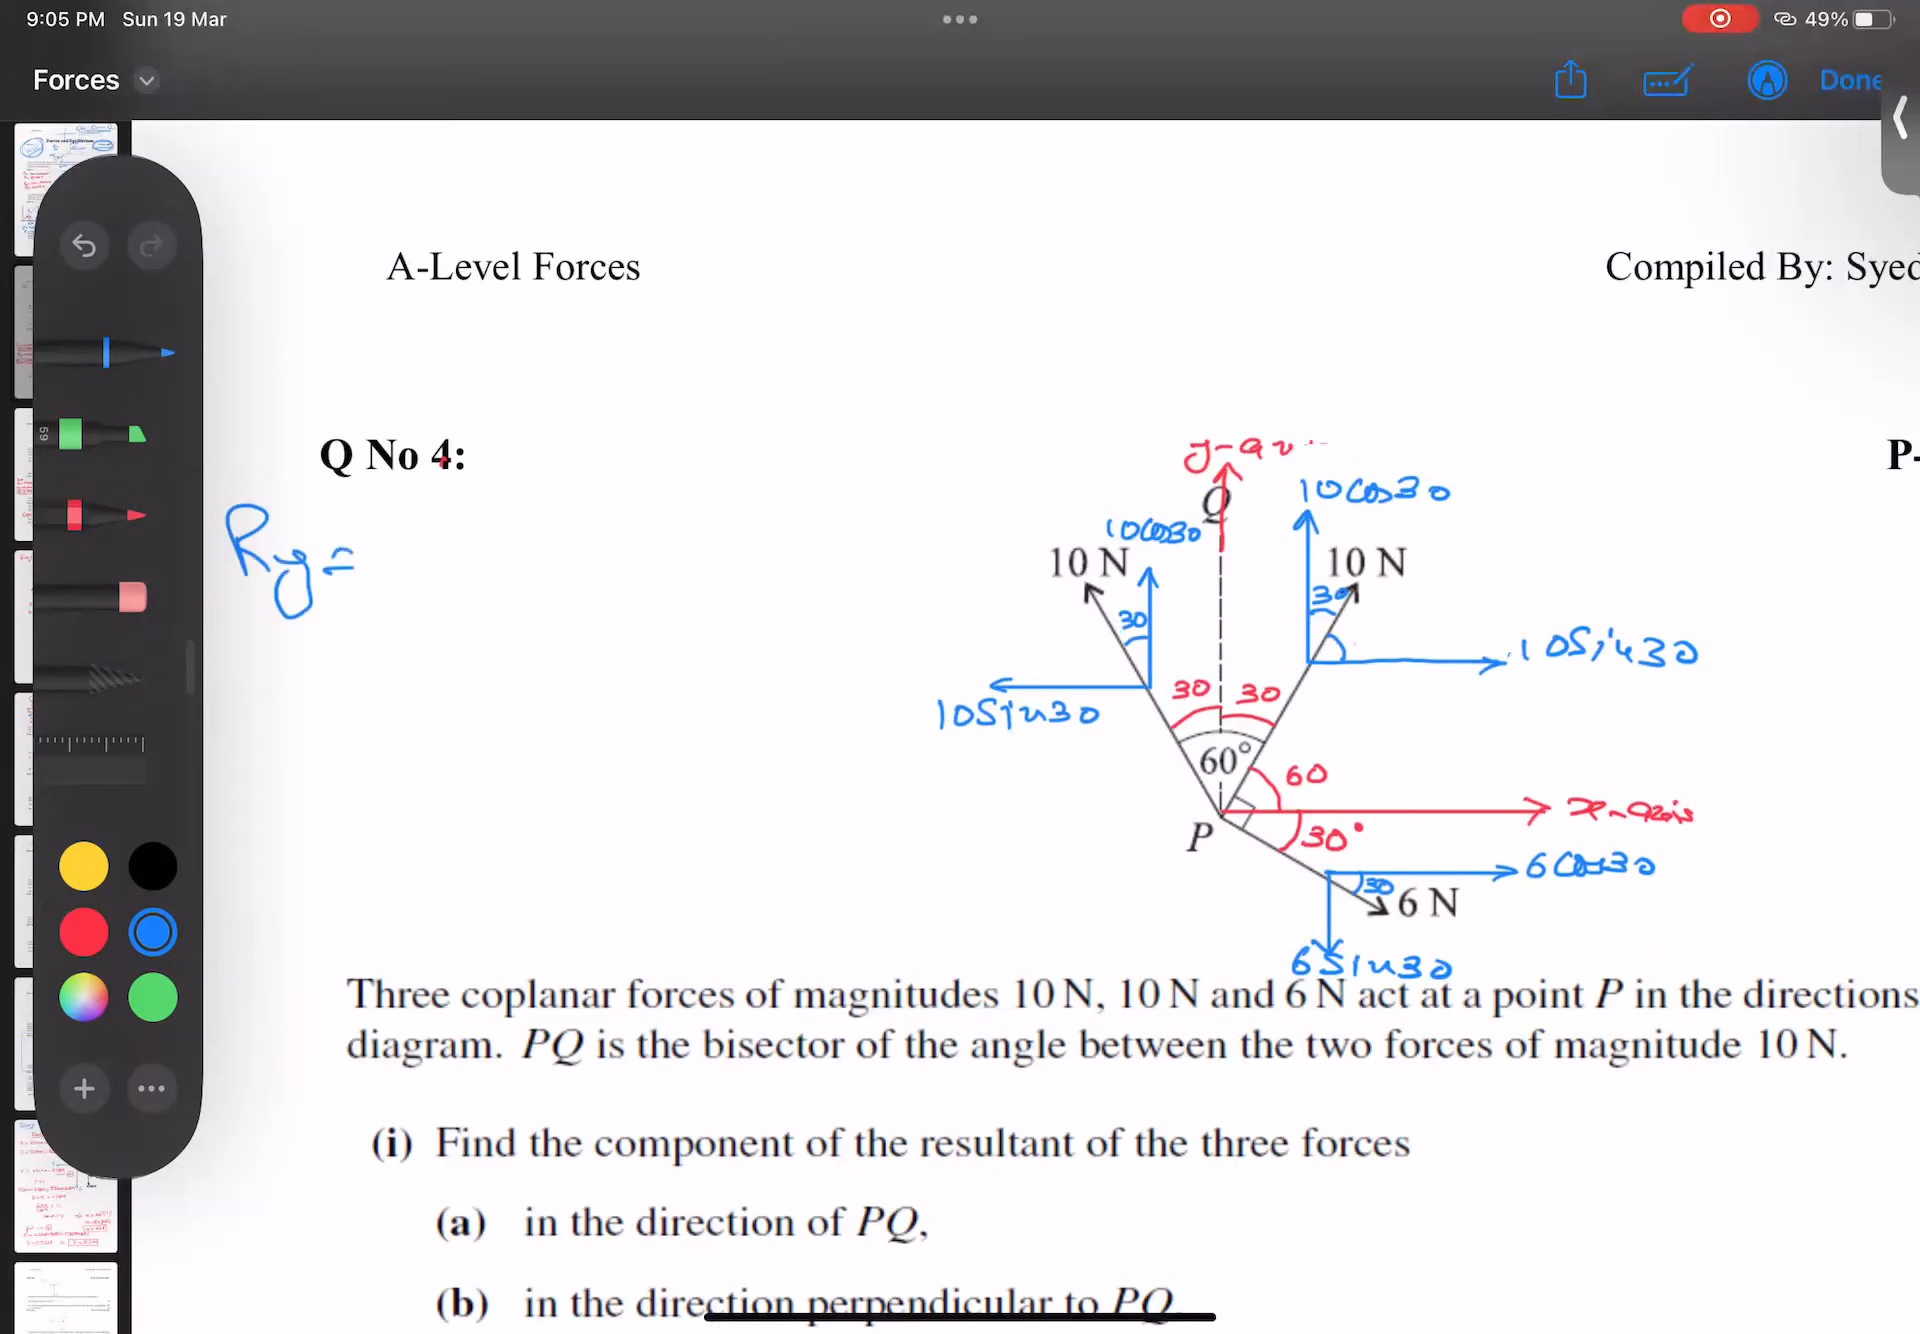 9:05 PM Sun 19 Mar
49%
Forces
Done
A-Level Forces
Compiled By: Syed
Q No 4:
P-
Ry=
Q
10cos30
10cos30
10 N
10 N
30
30
10Sin30
10Sin30
30 30
60°
60
x-axis
P
30°
6Cos30
30
6 N
6Sin30
Three coplanar forces of magnitudes 10 N, 10 N and 6 N act at a point P in the directions
diagram. PQ is the bisector of the angle between the two forces of magnitude 10 N.
(i) Find the component of the resultant of the three forces
(a) in the direction of PQ,
(b) in the direction perpendicular to PQ
59